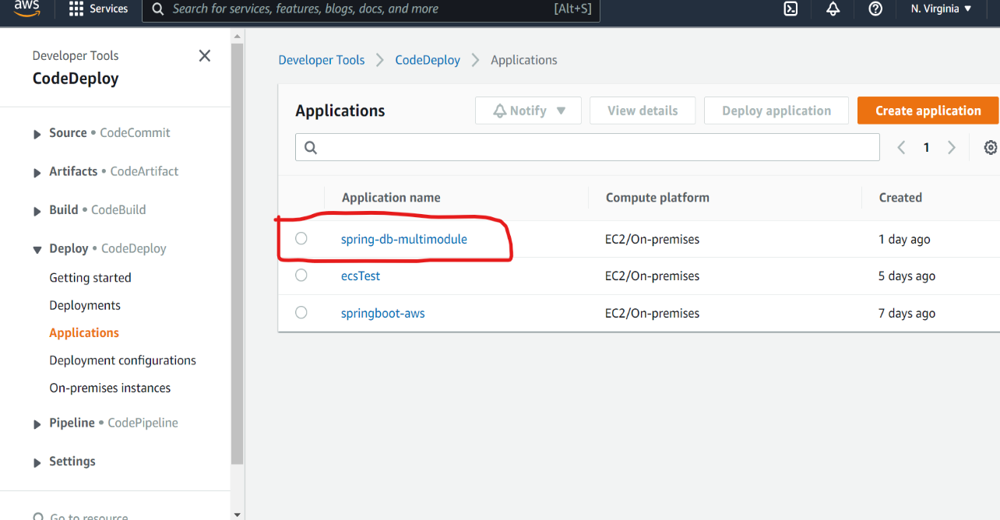 aws
Services
Search for services, features, blogs, docs, and more
[Alt+S]
N. Virginia
Developer Tools
CodeDeploy
Source • CodeCommit
Artifacts • CodeArtifact
Build • CodeBuild
Deploy • CodeDeploy
Getting started
Deployments
Applications
Deployment configurations
On-premises instances
Pipeline • CodePipeline
Settings
Go to resource
Developer Tools > CodeDeploy > Applications
Applications
Notify
View details
Deploy application
Create application
1
Application name Compute platform Created
spring-db-multimodule EC2/On-premises 1 day ago
ecsTest EC2/On-premises 5 days ago
springboot-aws EC2/On-premises 7 days ago